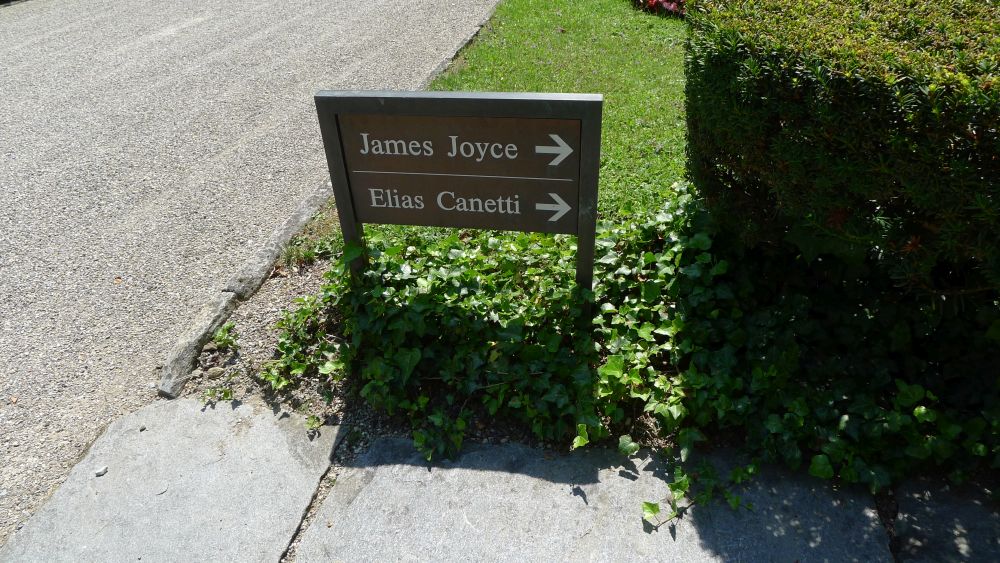 James Joyce →
Elias Canetti →